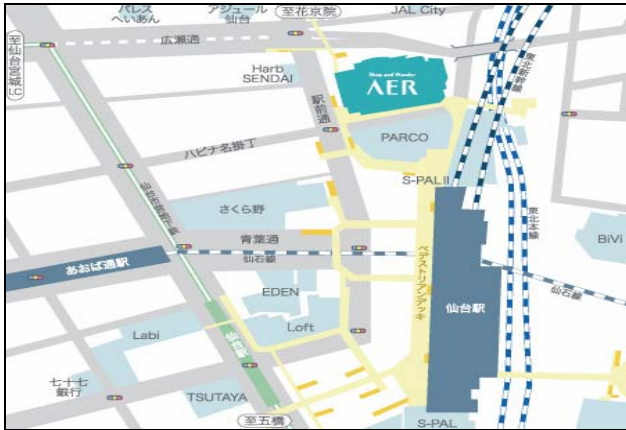 パレス
へいあん
アジュール
仙台
至花京院
JAL City
至仙台宮城I.C
広瀬通
Harb
SENDAI
Shop and Wonder
AER
東北新幹線
駅前通
PARCO
ハピナ名掛丁
S-PALⅡ
さくら野
青葉通
仙石線
あおば通駅
ペデストリアンデッキ
東北本線
BiVi
EDEN
仙台駅
仙石線
Labi
Loft
仙台駅
七十七
銀行
TSUTAYA
至五橋
S-PAL